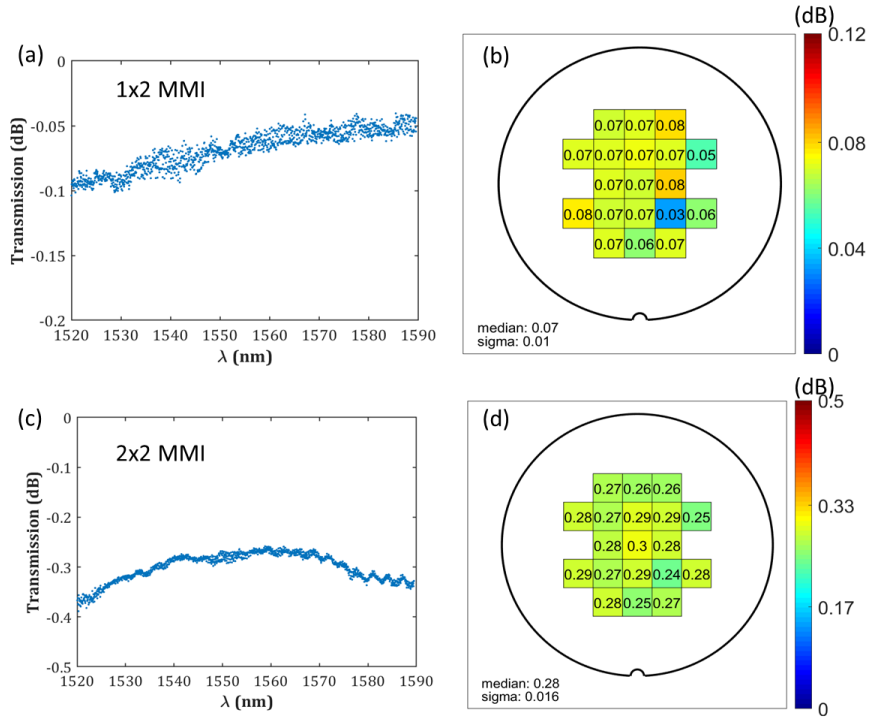 (a)
1x2 MMI
0
-0.05
-0.1
-0.15
-0.2
Transmission (dB)
1520 1530 1540 1550 1560 1570 1580 1590
λ (nm)
(b)
(dB)
0.07 0.07 0.08
0.07 0.07 0.07 0.07 0.05
0.07 0.07 0.08
0.08 0.07 0.07 0.03 0.06
0.07 0.06 0.07
median: 0.07
sigma: 0.01
0.12
0.08
0.04
0
(c)
2x2 MMI
0
-0.1
-0.2
-0.3
-0.4
-0.5
Transmission (dB)
1520 1530 1540 1550 1560 1570 1580 1590
λ (nm)
(d)
(dB)
0.27 0.26 0.26
0.28 0.27 0.29 0.29 0.25
0.28 0.3 0.28
0.29 0.27 0.29 0.24 0.28
0.28 0.25 0.27
median: 0.28
sigma: 0.016
0.5
0.33
0.17
0